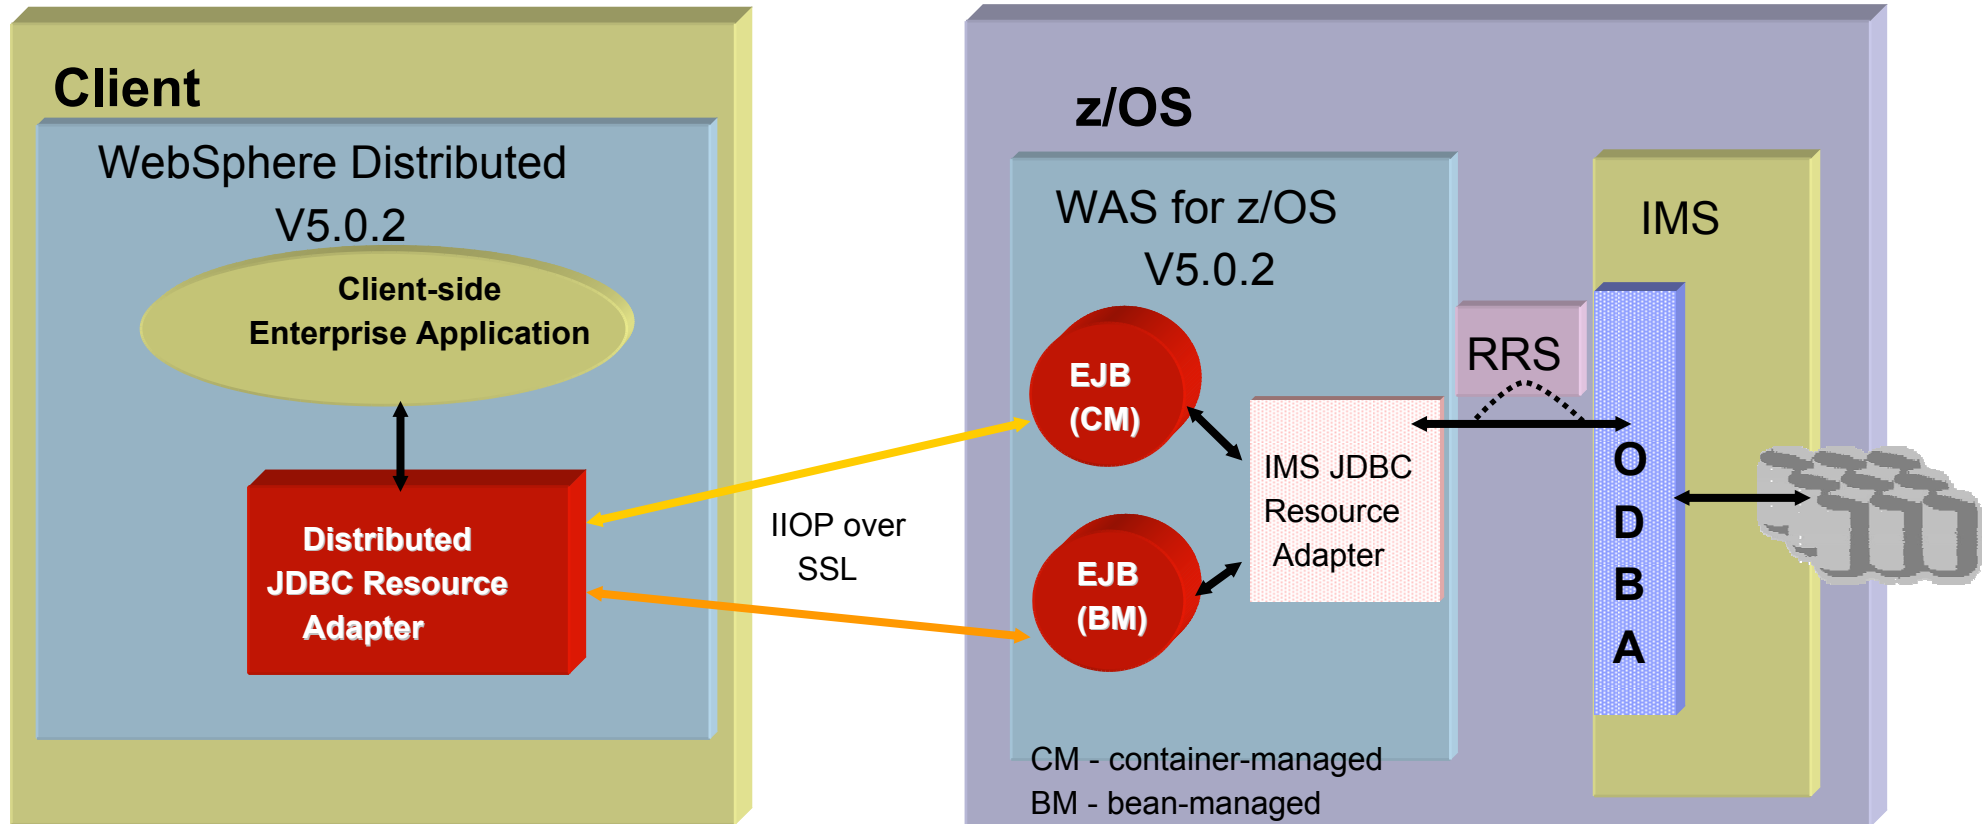 Client
WebSphere Distributed
V5.0.2
Client-side
Enterprise Application
Distributed
JDBC Resource
Adapter
IIOP over
SSL
z/OS
WAS for z/OS
V5.0.2
EJB
(CM)
EJB
(BM)
IMS JDBC
Resource
Adapter
CM - container-managed
BM - bean-managed
RRS
IMS
O
D
B
A